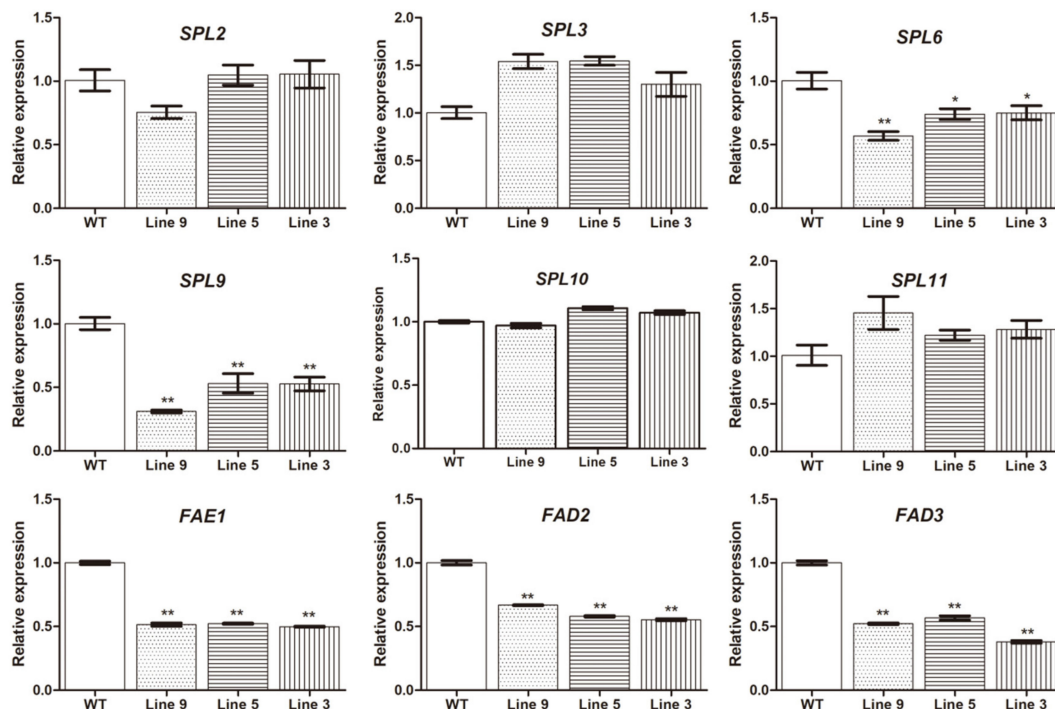 SPL2
Relative expression
1.5
1.0
0.5
0.0
WT Line 9 Line 5 Line 3
SPL3
Relative expression
2.0
1.5
1.0
0.5
0.0
WT Line 9 Line 5 Line 3
SPL6
Relative expression
1.5
1.0
0.5
0.0
** * *
WT Line 9 Line 5 Line 3
SPL9
Relative expression
1.5
1.0
0.5
0.0
** ** **
WT Line 9 Line 5 Line 3
SPL10
Relative expression
1.5
1.0
0.5
0.0
WT Line 9 Line 5 Line 3
SPL11
Relative expression
2.0
1.5
1.0
0.5
0.0
WT Line 9 Line 5 Line 3
FAE1
Relative expression
1.5
1.0
0.5
0.0
** ** **
WT Line 9 Line 5 Line 3
FAD2
Relative expression
1.5
1.0
0.5
0.0
** ** **
WT Line 9 Line 5 Line 3
FAD3
Relative expression
1.5
1.0
0.5
0.0
** ** **
WT Line 9 Line 5 Line 3